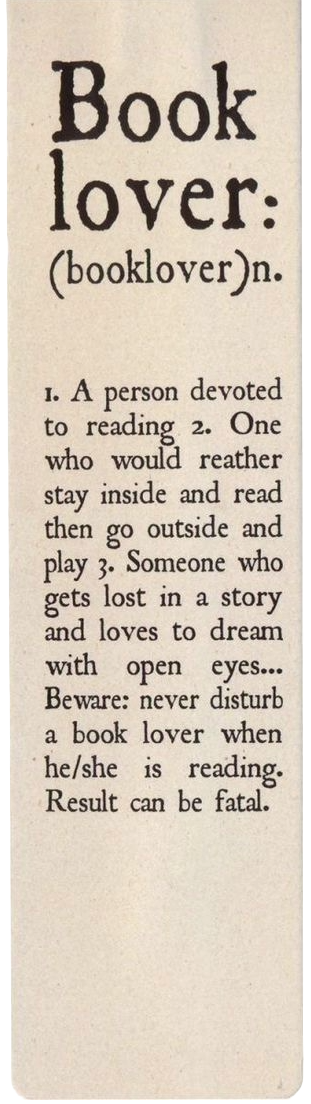 Book
lover:
(booklover)n.
1. A person devoted
to reading 2. One
who would reather
stay inside and read
then go outside and
play 3. Someone who
gets lost in a story
and loves to dream
with open eyes...
Beware: never disturb
a book lover when
he/she is reading.
Result can be fatal.